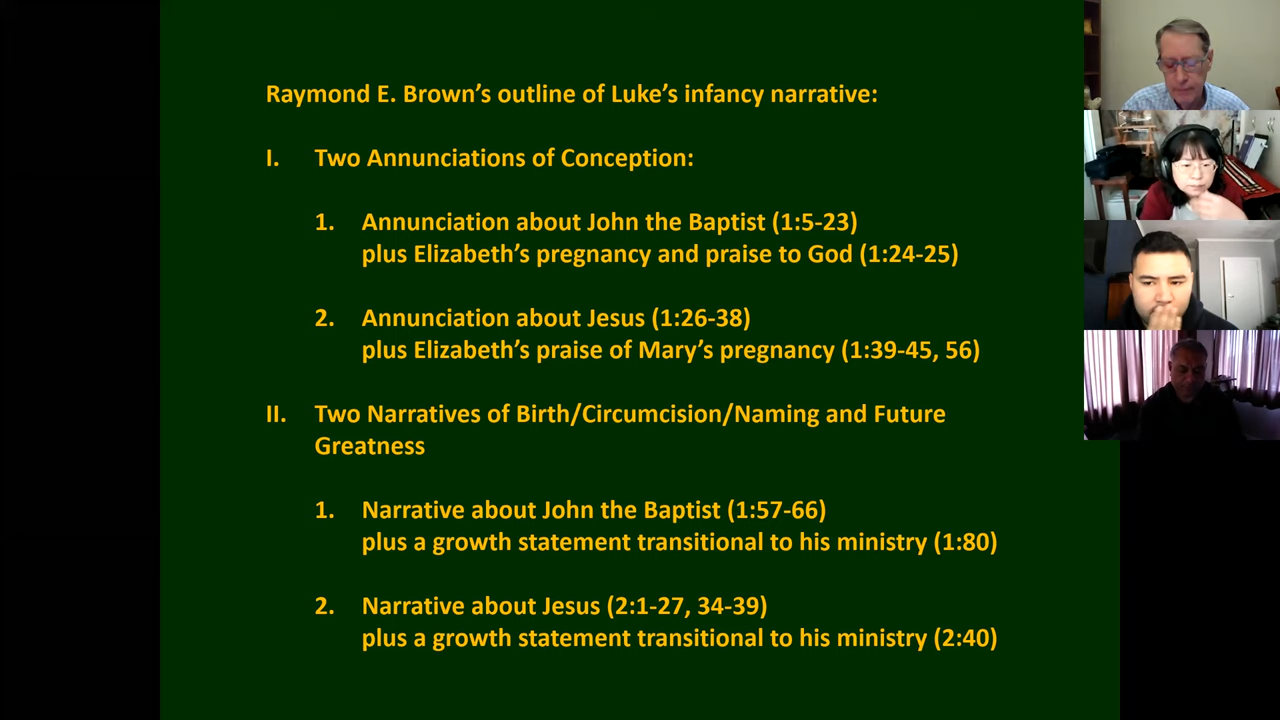 Raymond E. Brown’s outline of Luke’s infancy narrative:
I. Two Annunciations of Conception:
1. Annunciation about John the Baptist (1:5-23)
plus Elizabeth’s pregnancy and praise to God (1:24-25)
2. Annunciation about Jesus (1:26-38)
plus Elizabeth’s praise of Mary’s pregnancy (1:39-45, 56)
II. Two Narratives of Birth/Circumcision/Naming and Future
Greatness
1. Narrative about John the Baptist (1:57-66)
plus a growth statement transitional to his ministry (1:80)
2. Narrative about Jesus (2:1-27, 34-39)
plus a growth statement transitional to his ministry (2:40)